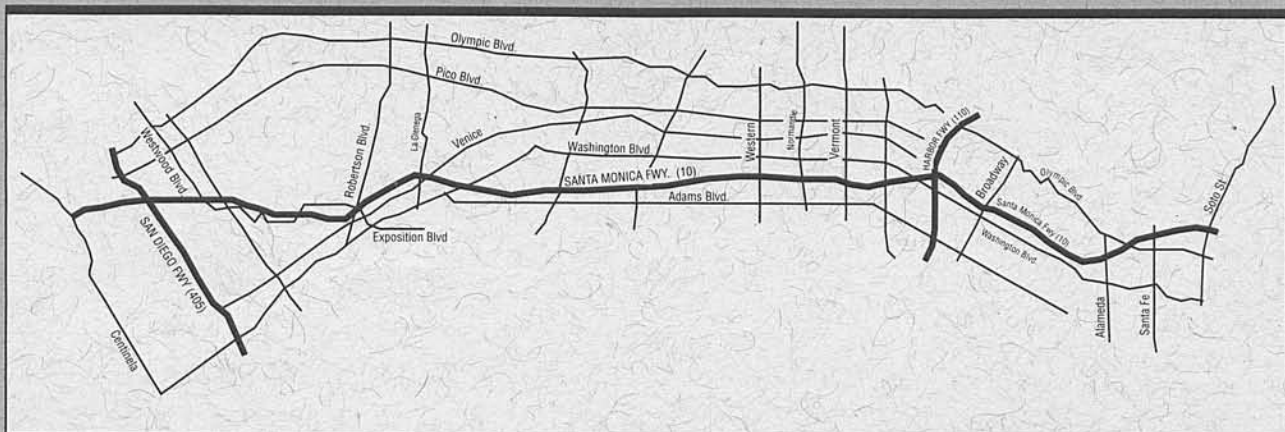 Olympic Blvd.
Pico Blvd.
Westwood Blvd
Robertson Blvd.
La Cienega
Venice
Washington Blvd.
Western
Normandie
Vermont
HARBOR FWY (110)
Broadway
Olympic Blvd.
SANTA MONICA FWY. (10)
Adams Blvd.
Santa Monica Fwy (10)
Soto St
Exposition Blvd
SAN DIEGO FWY (405)
Washington Blvd.
Centinela
Alameda
Santa Fe